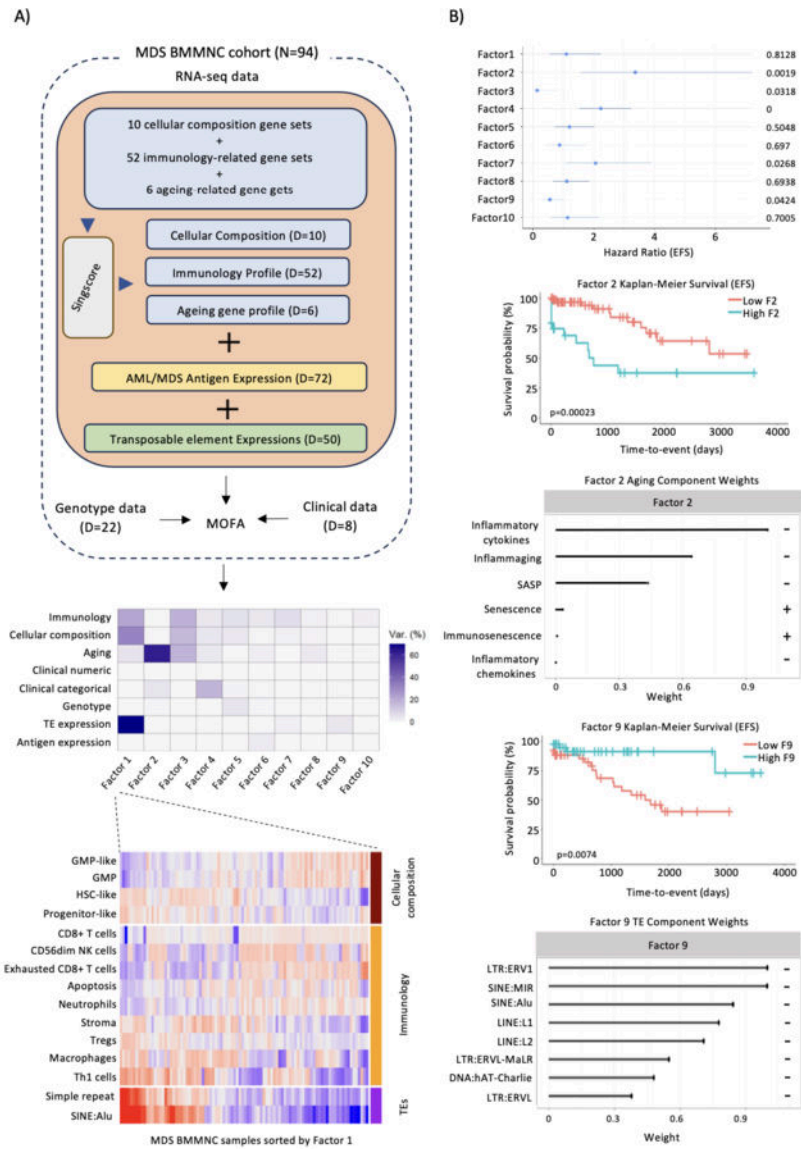 A)
MDS BMMNC cohort (N=94)
RNA-seq data
10 cellular composition gene sets
+
52 immunology-related gene sets
+
6 ageing-related gene gets
Singscore
Cellular Composition (D=10)
Immunology Profile (D=52)
Ageing gene profile (D=6)
+
AML/MDS Antigen Expression (D=72)
+
Transposable element Expressions (D=50)
Genotype data
(D=22)
MOFA
Clinical data
(D=8)
Immunology
Cellular composition
Aging
Clinical numeric
Clinical categorical
Genotype
TE expression
Antigen expression
Var. (%)
60
40
20
0
Factor 1
Factor 2
Factor 3
Factor 4
Factor 5
Factor 6
Factor 7
Factor 8
Factor 9
Factor 10
GMP-like
GMP
HSC-like
Progenitor-like
Cellular
composition
CD8+ T cells
CD56dim NK cells
Exhausted CD8+ T cells
Apoptosis
Neutrophils
Stroma
Tregs
Macrophages
Th1 cells
Immunology
Simple repeat
SINE:Alu
TEs
MDS BMMNC samples sorted by Factor 1
B)
Factor1 0.8128
Factor2 0.0019
Factor3 0.0318
Factor4 0
Factor5 0.5048
Factor6 0.697
Factor7 0.0268
Factor8 0.6938
Factor9 0.0424
Factor10 0.7005
0 2 4 6
Hazard Ratio (EFS)
Factor 2 Kaplan-Meier Survival (EFS)
Low F2
High F2
Survival probability (%)
100
75
50
25
0
p=0.00023
0 1000 2000 3000 4000
Time-to-event (days)
Factor 2 Aging Component Weights
Factor 2
Inflammatory
cytokines -
Inflammaging -
SASP -
Senescence +
Immunosenescence +
Inflammatory
chemokines -
0 0.3 0.6 0.9
Weight
Factor 9 Kaplan-Meier Survival (EFS)
Low F9
High F9
Survival probability (%)
100
75
50
25
0
p=0.0074
0 1000 2000 3000 4000
Time-to-event (days)
Factor 9 TE Component Weights
Factor 9
LTR:ERV1 -
SINE:MIR -
SINE:Alu -
LINE:L1 -
LINE:L2 -
LTR:ERVL-MaLR -
DNA:hAT-Charlie -
LTR:ERVL -
0 0.3 0.6 0.9
Weight